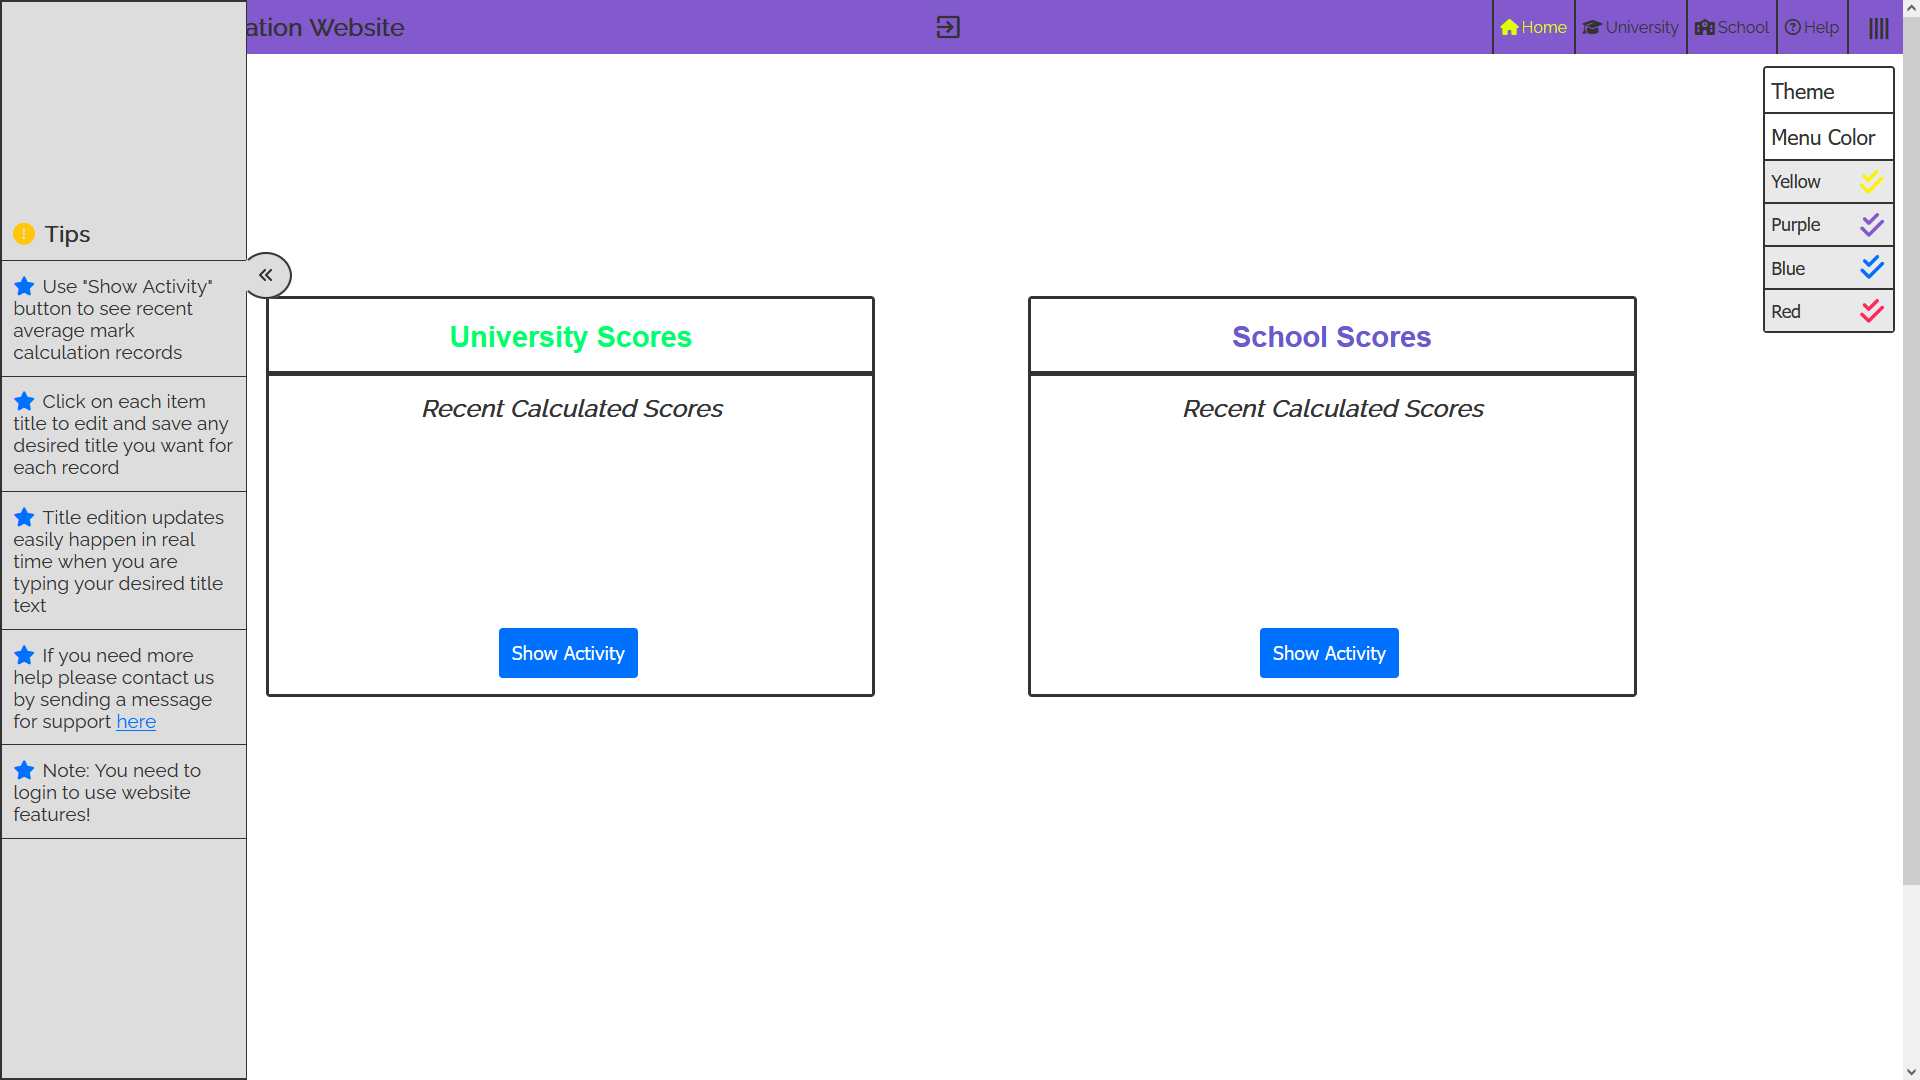 ation Website
Home
University
School
Help
Theme
Menu Color
Yellow
Purple
Blue
Red
Tips
Use "Show Activity"
button to see recent
average mark
calculation records
Click on each item
title to edit and save any
desired title you want for
each record
Title edition updates
easily happen in real
time when you are
typing your desired title
text
If you need more
help please contact us
by sending a message
for support here
Note: You need to
login to use website
features!
University Scores
Recent Calculated Scores
Show Activity
School Scores
Recent Calculated Scores
Show Activity